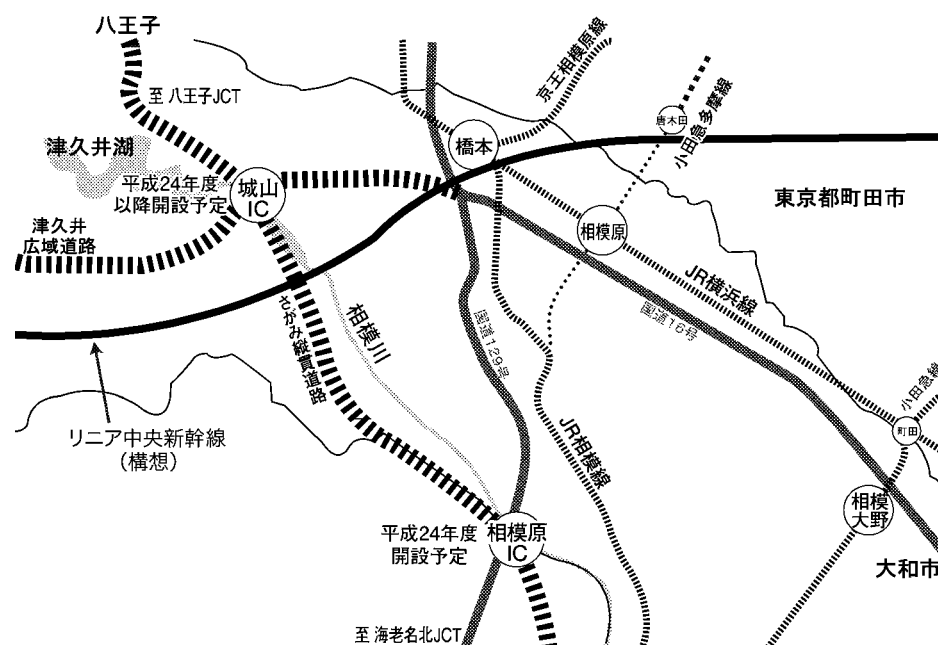 八王子
至 八王子JCT
京王相模原線
小田急多摩線
唐木田
津久井湖
橋本
平成24年度
以降開設予定
城山
IC
東京都町田市
津久井
広域道路
相模原
JR横浜線
国道16号
さがみ縦貫道路
相模川
国道129号
小田急線
リニア中央新幹線
(構想)
JR相模線
町田
相模
大野
平成24年度
開設予定
相模原
IC
大和市
至 海老名北JCT